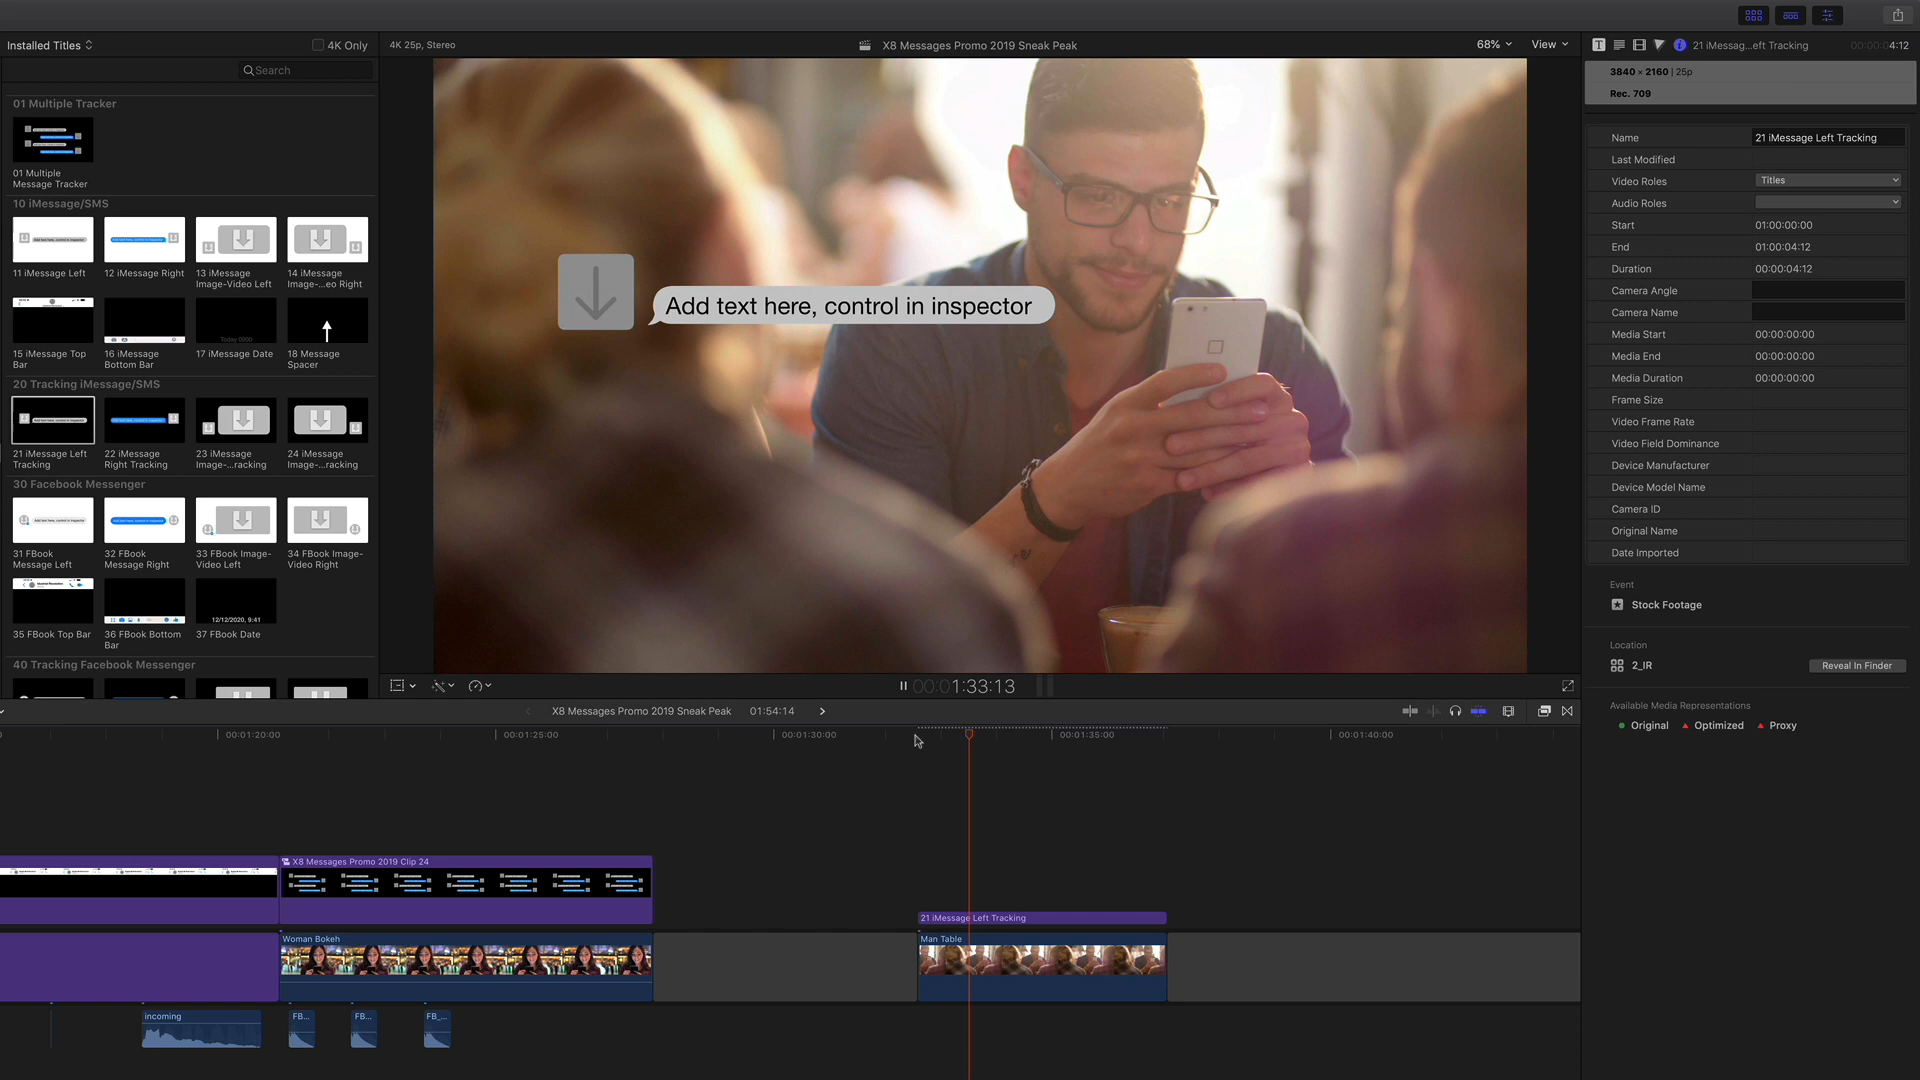 Installed Titles
4K Only
4K 25p, Stereo
X8 Messages Promo 2019 Sneak Peak
68%
View
21 iMessag...eft Tracking
00:00:04:12
Search
3840 × 2160 | 25p
Rec. 709
01 Multiple Tracker
01 Multiple
Message Tracker
10 iMessage/SMS
11 iMessage Left
12 iMessage Right
13 iMessage
Image-Video Left
14 iMessage
Image-...eo Right
15 iMessage Top
Bar
16 iMessage
Bottom Bar
Today 0900
17 iMessage Date
18 Message
Spacer
20 Tracking iMessage/SMS
21 iMessage Left
Tracking
22 iMessage
Right Tracking
23 iMessage
Image-...racking
24 iMessage
Image-...racking
30 Facebook Messenger
31 FBook
Message Left
32 FBook
Message Right
33 FBook Image-
Video Left
34 FBook Image-
Video Right
35 FBook Top Bar
36 FBook Bottom
Bar
12/12/2020, 9:41
37 FBook Date
40 Tracking Facebook Messenger
Add text here, control in inspector
Name
21 iMessage Left Tracking
Last Modified
Video Roles
Titles
Audio Roles
Start
01:00:00:00
End
01:00:04:12
Duration
00:00:04:12
Camera Angle
Camera Name
Media Start
00:00:00:00
Media End
00:00:00:00
Media Duration
00:00:00:00
Frame Size
Video Frame Rate
Video Field Dominance
Device Manufacturer
Device Model Name
Camera ID
Original Name
Date Imported
Event
Stock Footage
Location
2_IR
Reveal In Finder
Available Media Representations
Original
Optimized
Proxy
00:01:33:13
X8 Messages Promo 2019 Sneak Peak
01:54:14
00:01:20:00
00:01:25:00
00:01:30:00
00:01:35:00
00:01:40:00
X8 Messages Promo 2019 Clip 24
21 iMessage Left Tracking
Woman Bokeh
Man Table
incoming
FB...
FB...
FB_...